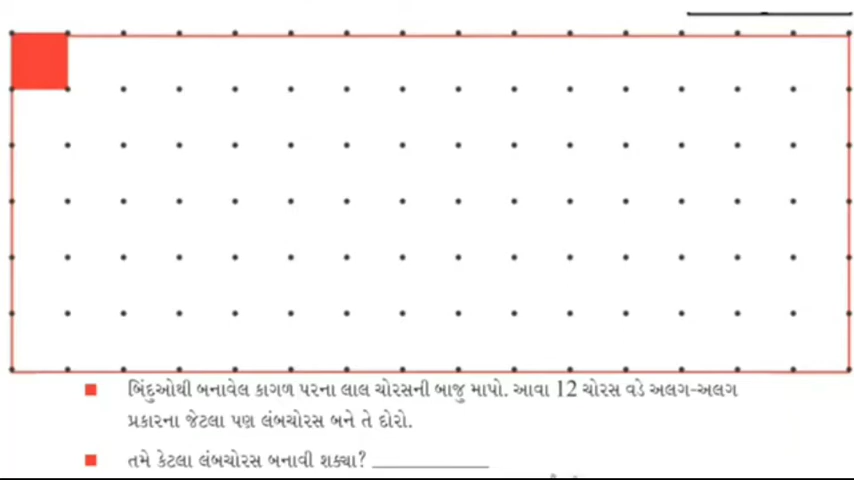 બિંદુઓથી બનાવેલ કાગળ પરના લાલ ચોરસની બાજુ માપો. આવા 12 ચોરસ વડે અલગ-અલગ
પ્રકારના જેટલા પણ લંબચોરસ બને તે દોરો.
તમે કેટલા લંબચોરસ બનાવી શક્યા?